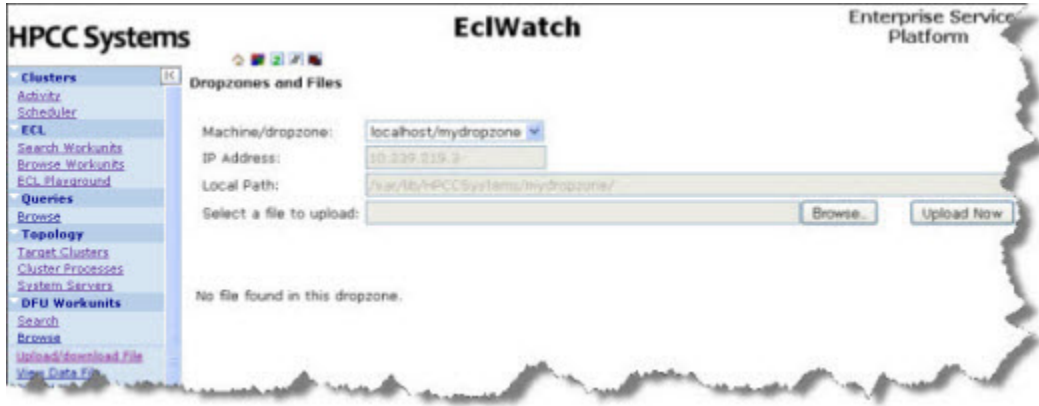 HPCC Systems
EclWatch
Enterprise Service
Platform
Clusters
Activity
Scheduler
ECL
Search Workunits
Browse Workunits
ECL Playground
Queries
Browse
Topology
Target Clusters
Cluster Processes
System Servers
DFU Workunits
Search
Browse
Upload/download File
View Data File
Dropzones and Files
Machine/dropzone: localhost/mydropzone
IP Address: 10.239.219.3
Local Path: /var/lib/HPCCSystems/mydropzone/
Select a file to upload: Browse.. Upload Now
No file found in this dropzone.